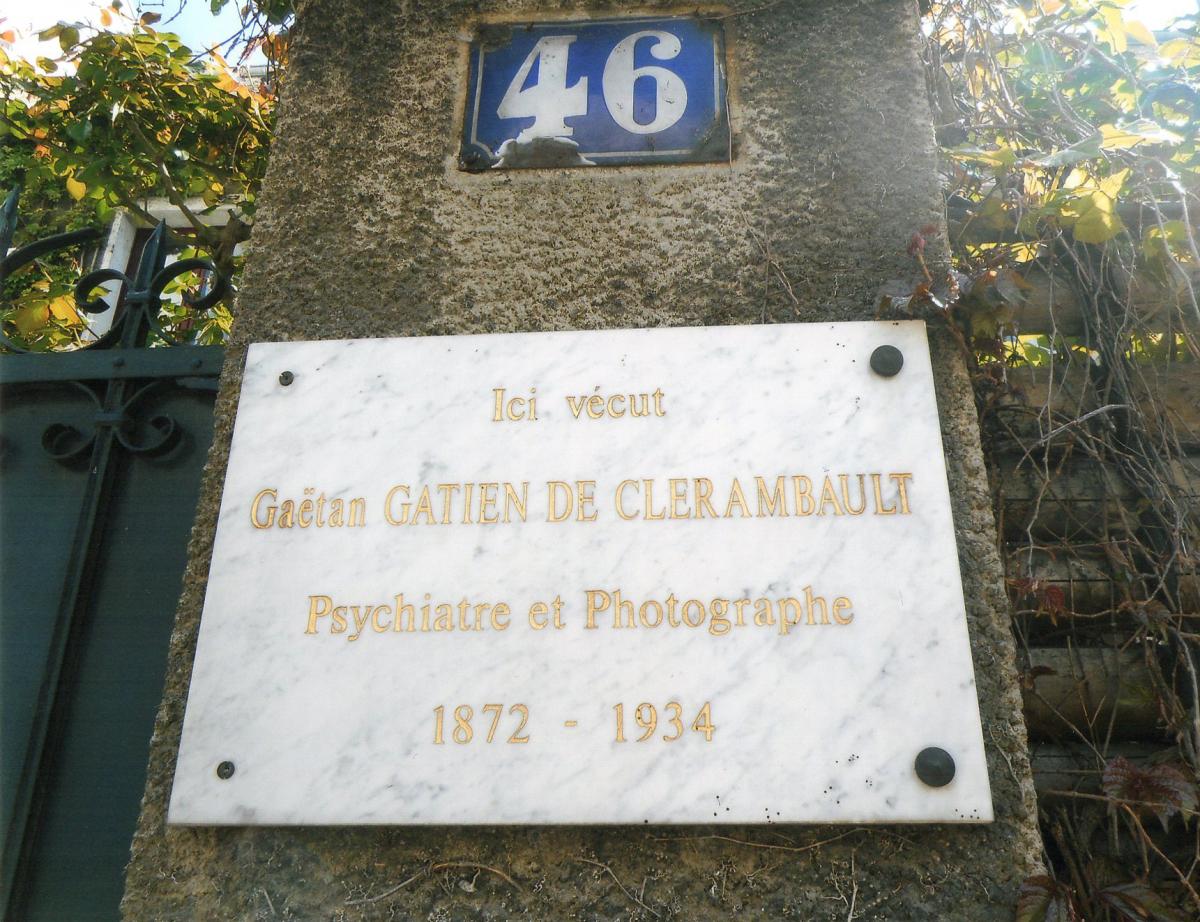 46
Ici vécut
Gaëtan GATIEN DE CLERAMBAULT
Psychiatre et Photographe
1872 - 1934